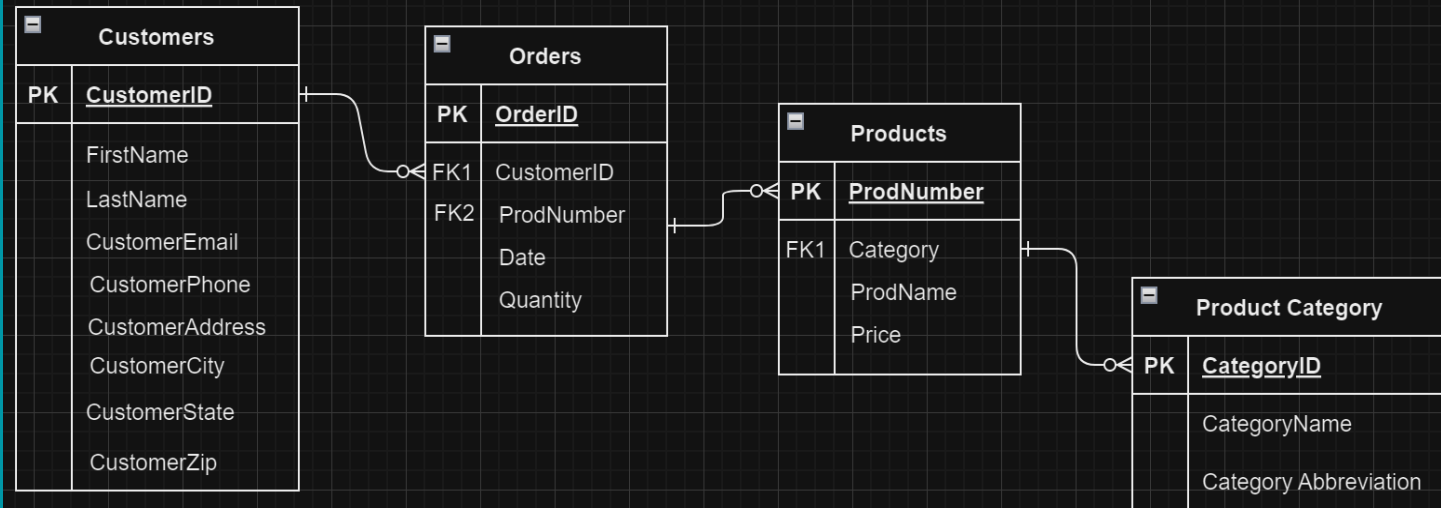 Customers
PK CustomerID
FirstName
LastName
CustomerEmail
CustomerPhone
CustomerAddress
CustomerCity
CustomerState
CustomerZip
Orders
PK OrderID
FK1 CustomerID
FK2 ProdNumber
Date
Quantity
Products
PK ProdNumber
FK1 Category
ProdName
Price
Product Category
PK CategoryID
CategoryName
Category Abbreviation